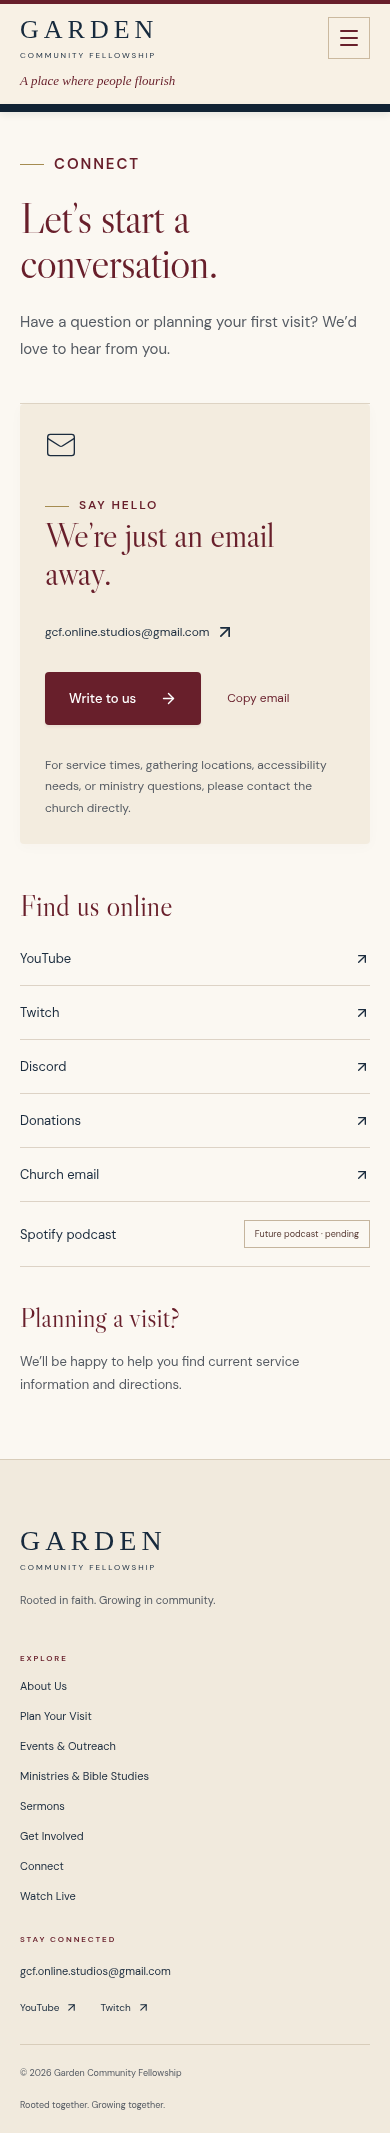 GARDEN
COMMUNITY FELLOWSHIP
A place where people flourish
CONNECT
Let’s start a
conversation.
Have a question or planning your first visit? We’d
love to hear from you.
SAY HELLO
We’re just an email
away.
gcf.online.studios@gmail.com
Write to us
Copy email
For service times, gathering locations, accessibility
needs, or ministry questions, please contact the
church directly.
Find us online
YouTube
Twitch
Discord
Donations
Church email
Spotify podcast
Future podcast · pending
Planning a visit?
We’ll be happy to help you find current service
information and directions.
GARDEN
COMMUNITY FELLOWSHIP
Rooted in faith. Growing in community.
EXPLORE
About Us
Plan Your Visit
Events & Outreach
Ministries & Bible Studies
Sermons
Get Involved
Connect
Watch Live
STAY CONNECTED
gcf.online.studios@gmail.com
YouTube
Twitch
© 2026 Garden Community Fellowship
Rooted together. Growing together.